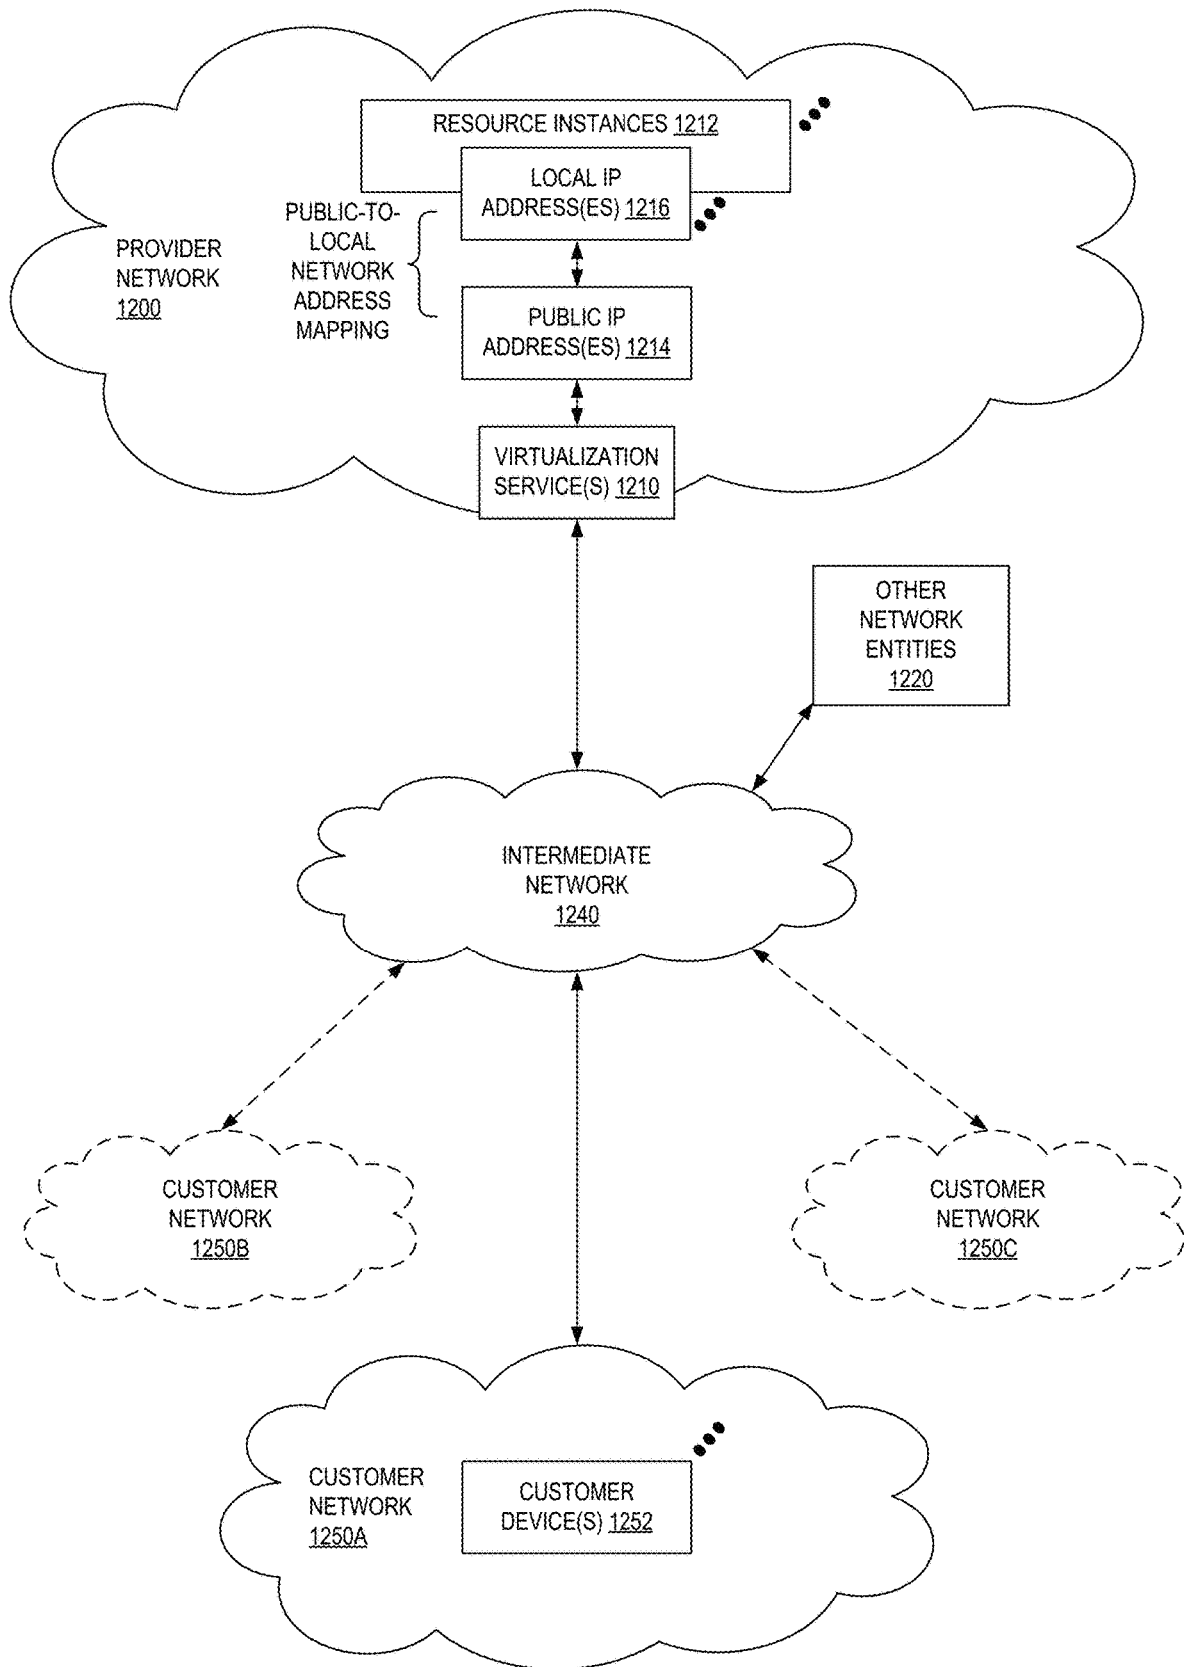 RESOURCE INSTANCES 1212
LOCAL IP
ADDRESS(ES) 1216
PUBLIC-TO-
LOCAL
NETWORK
ADDRESS
MAPPING
PROVIDER
NETWORK
1200
PUBLIC IP
ADDRESS(ES) 1214
VIRTUALIZATION
SERVICE(S) 1210
OTHER
NETWORK
ENTITIES
1220
INTERMEDIATE
NETWORK
1240
CUSTOMER
NETWORK
1250B
CUSTOMER
NETWORK
1250C
CUSTOMER
NETWORK
1250A
CUSTOMER
DEVICE(S) 1252